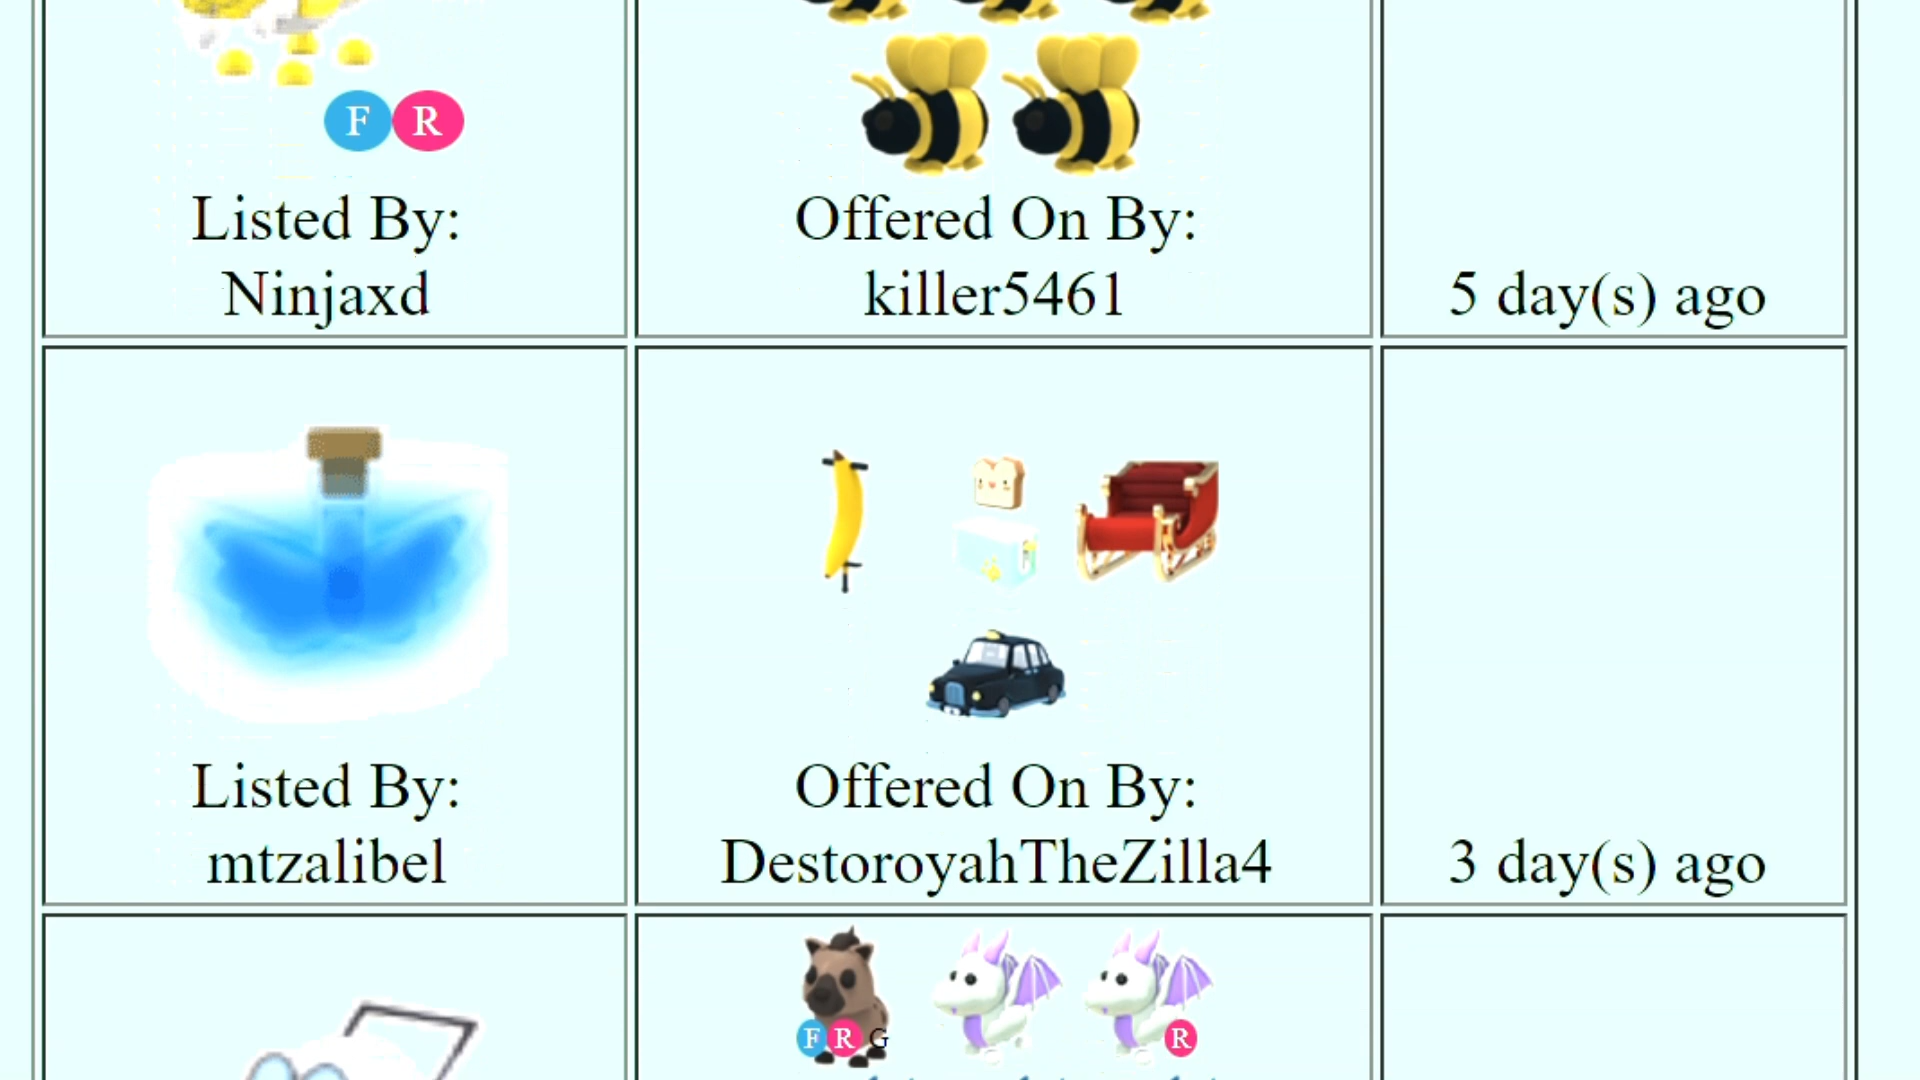 F R
Listed By:
Ninjaxd
Offered On By:
killer5461
5 day(s) ago
Listed By:
mtzalibel
Offered On By:
DestoroyahTheZilla4
3 day(s) ago
F R G
R